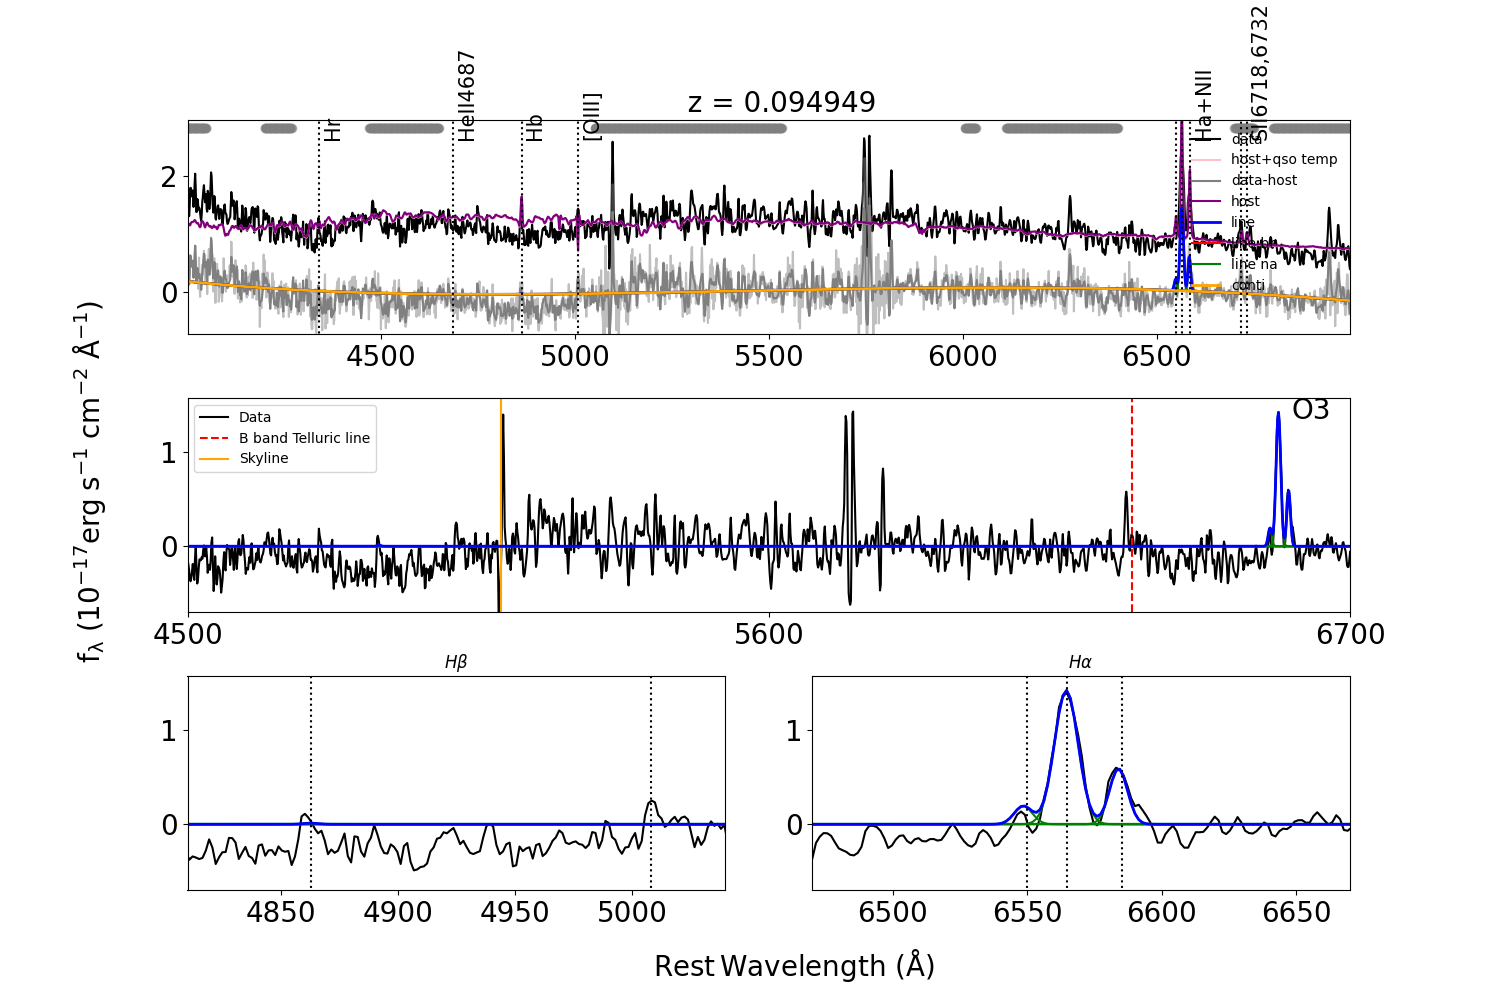 z = 0.094949
Hr
HeII4687
Hb
[OIII]
Ha+NII
SII6718,6732
data
host+qso temp
data-host
host
line
line na
conti
2
0
4500
5000
5500
6000
6500
Data
B band Telluric line
Skyline
O3
1
0
4500
5600
6700
fλ (10⁻¹⁷erg s⁻¹ cm⁻² Å⁻¹)
Hβ
1
0
4850
4900
4950
5000
Hα
1
0
6500
6550
6600
6650
Rest Wavelength (Å)